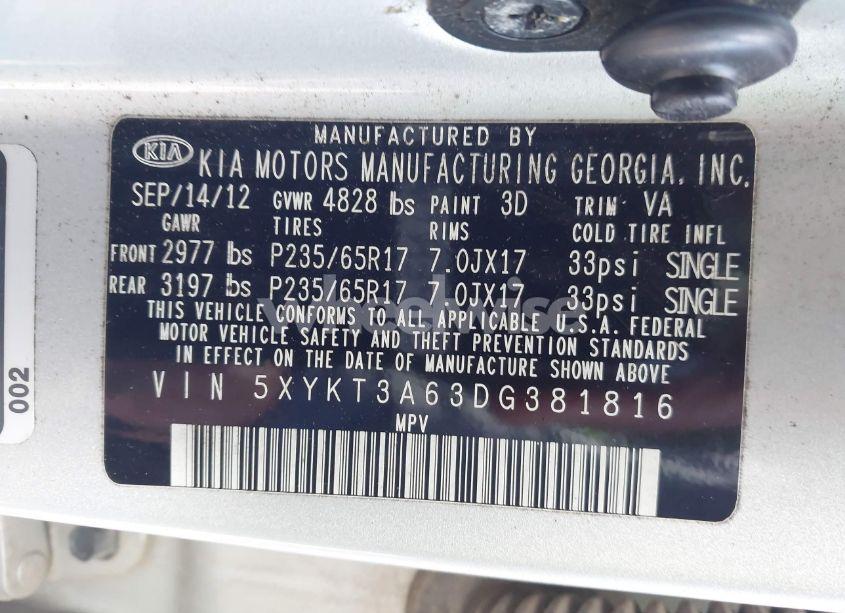 MANUFACTURED BY
KIA KIA MOTORS MANUFACTURING GEORGIA, INC.
SEP/14/12 GVWR 4828 lbs PAINT 3D TRIM VA
GAWR TIRES RIMS COLD TIRE INFL
FRONT 2977 lbs P235/65R17 7.0JX17 33psi SINGLE
REAR 3197 lbs P235/65R17 7.0JX17 33psi SINGLE
THIS VEHICLE CONFORMS TO ALL APPLICABLE U.S.A. FEDERAL
MOTOR VEHICLE SAFETY AND THEFT PREVENTION STANDARDS
IN EFFECT ON THE DATE OF MANUFACTURE SHOWN ABOVE
VIN 5XYKT3A63DG381816
MPV
002